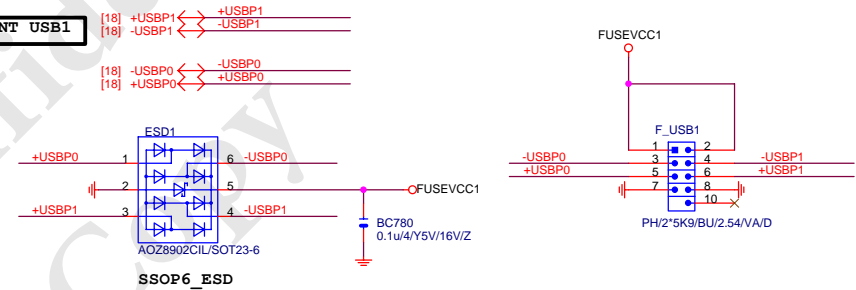 NT USB1
[18] +USBP1 +USBP1
[18] -USBP1 -USBP1
[18] -USBP0 -USBP0
[18] +USBP0 +USBP0
FUSEVCC1
ESD1
+USBP0 1 6 -USBP0
2 5 FUSEVCC1
+USBP1 3 4 -USBP1
BC780
0.1u/4/Y5V/16V/Z
AOZ8902CIL/SOT23-6
SSOP6_ESD
F_USB1
1 2
-USBP0 3 4 -USBP1
+USBP0 5 6 +USBP1
7 8
10
PH/2*5K9/BU/2.54/VA/D
Copy